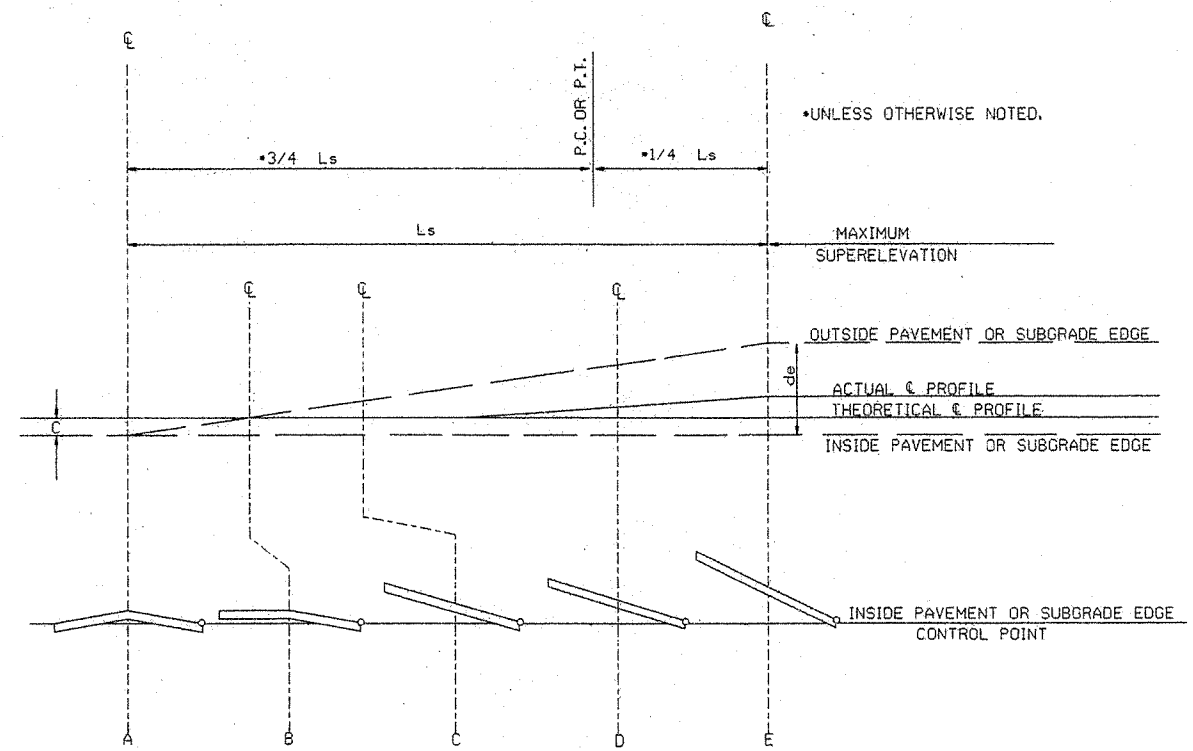 ℄
℄
P.C. OR P.T.
*UNLESS OTHERWISE NOTED.
*3/4 Ls
*1/4 Ls
Ls
MAXIMUM
SUPERELEVATION
℄
℄
℄
OUTSIDE PAVEMENT OR SUBGRADE EDGE
de
ACTUAL ℄ PROFILE
THEORETICAL ℄ PROFILE
C
INSIDE PAVEMENT OR SUBGRADE EDGE
INSIDE PAVEMENT OR SUBGRADE EDGE
CONTROL POINT
A
B
C
D
E